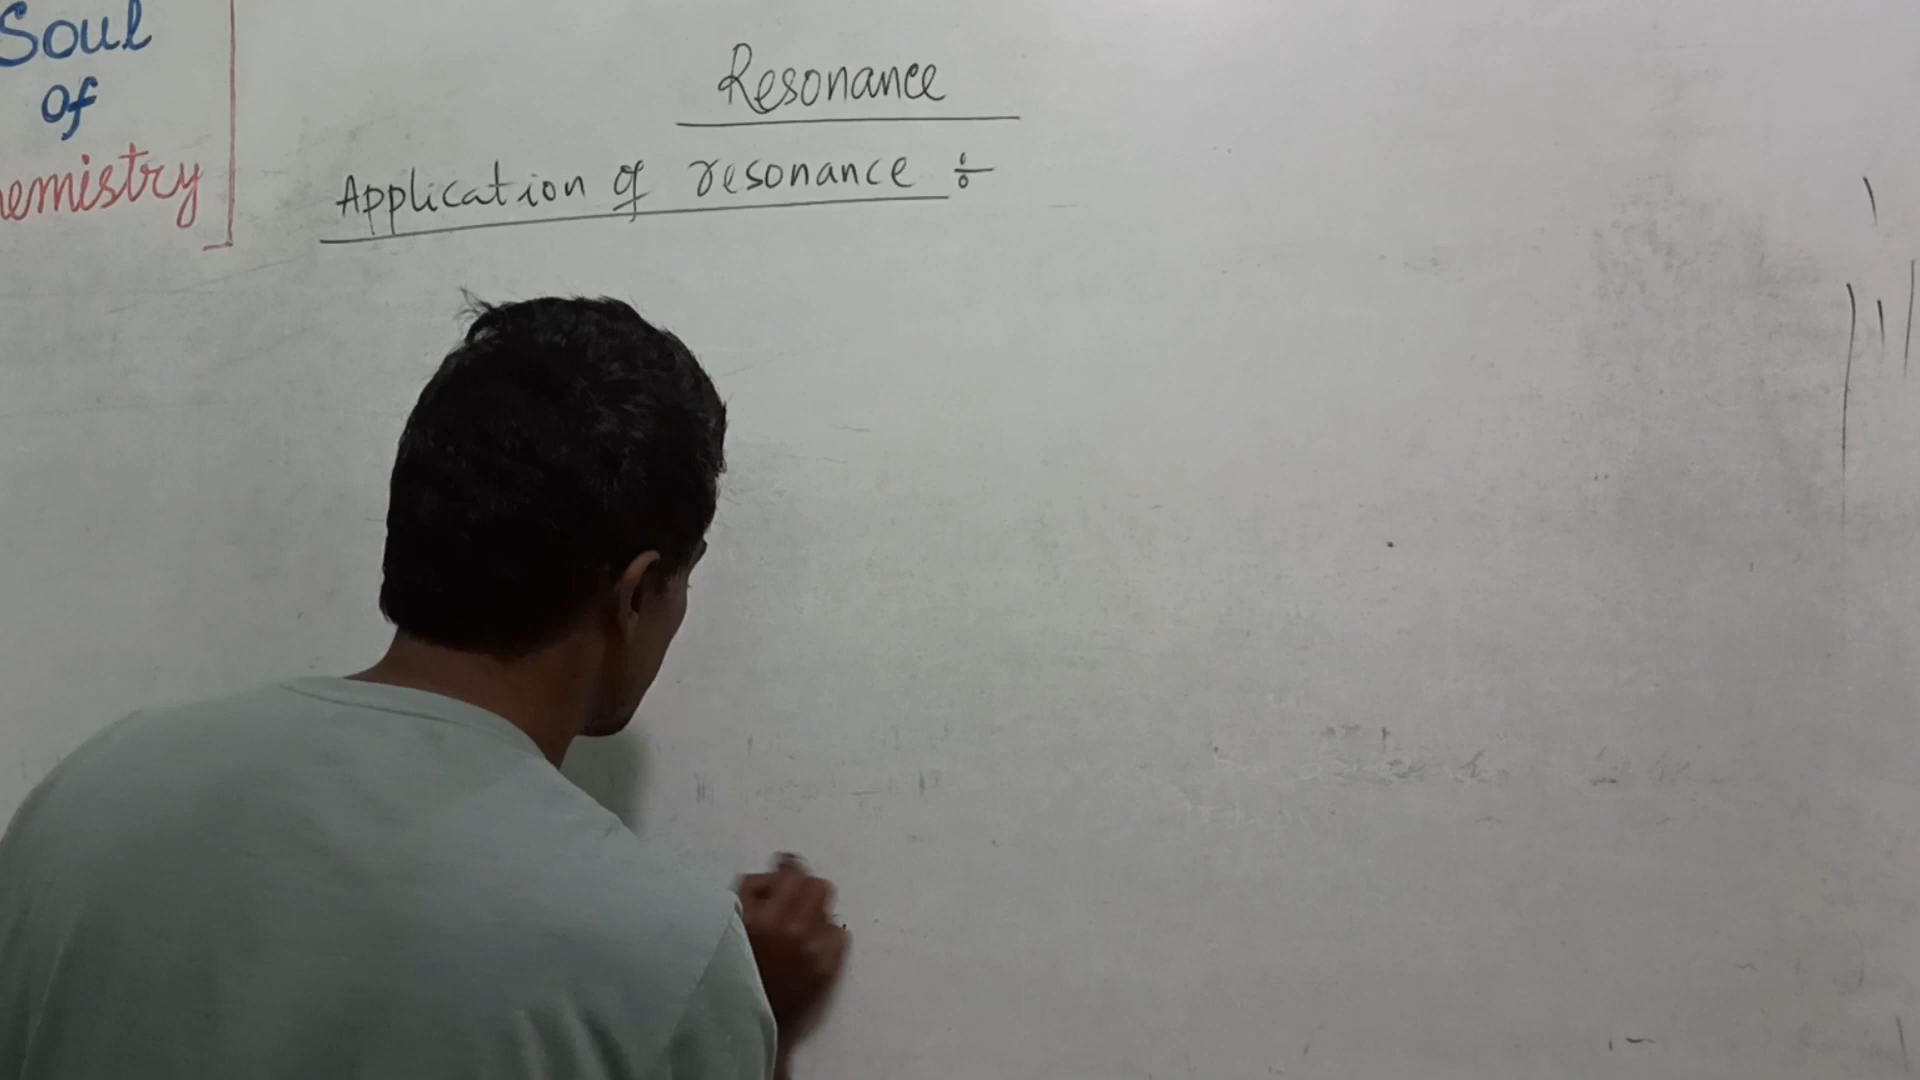 Soul
Of
hemistry
Resonance
Application of resonance ÷